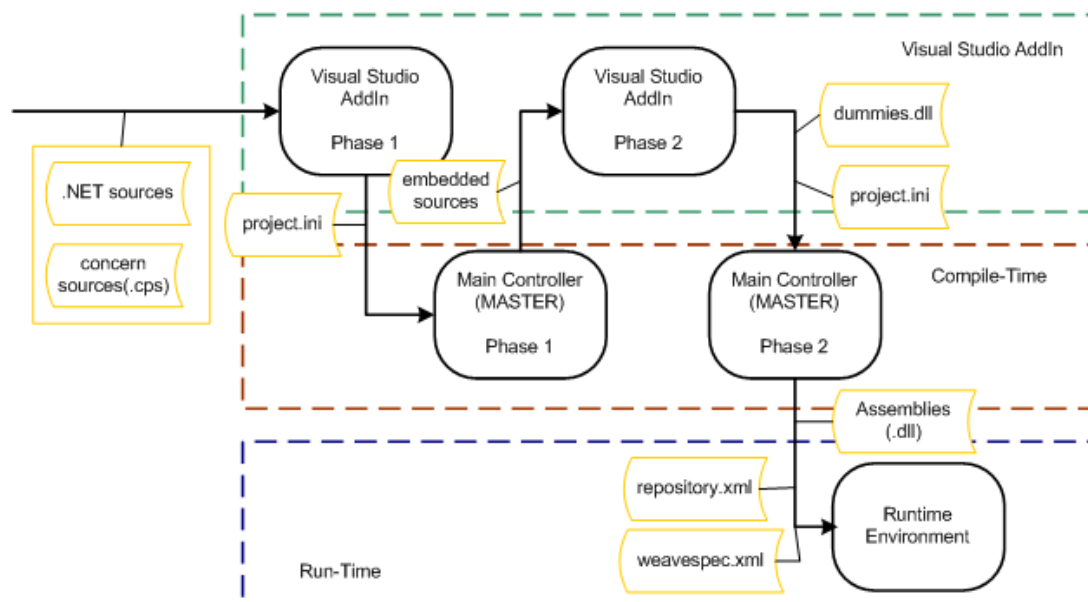 Visual Studio AddIn
Visual Studio
AddIn
Phase 1
Visual Studio
AddIn
Phase 2
dummies.dll
.NET sources
embedded
sources
project.ini
project.ini
concern
sources(.cps)
Main Controller
(MASTER)
Phase 1
Main Controller
(MASTER)
Phase 2
Compile-Time
Assemblies
(.dll)
repository.xml
Runtime
Environment
weavespec.xml
Run-Time